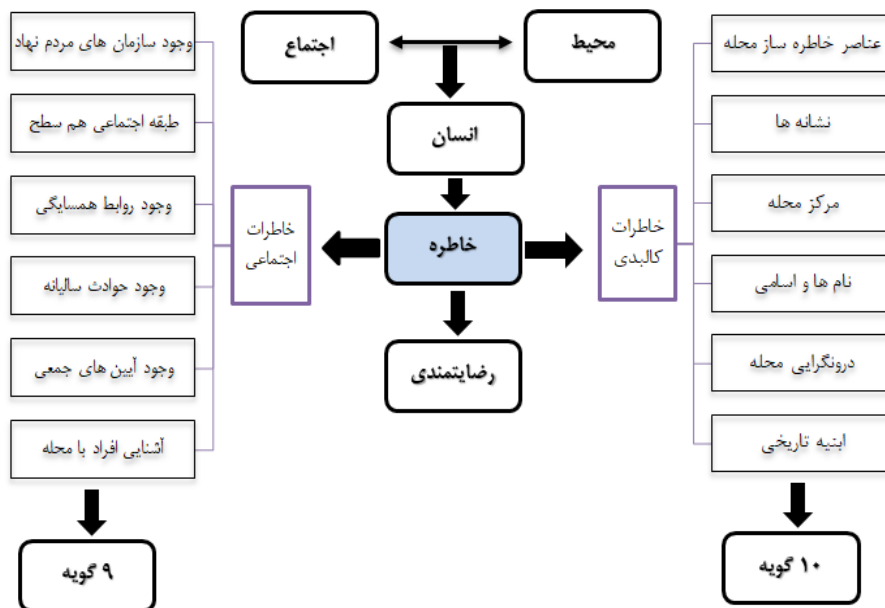 محیط
اجتماع
انسان
خاطره
رضایتمندی
خاطرات
کالبدی
عناصر خاطره ساز محله
نشانه ها
مرکز محله
نام ها و اسامی
درونگرایی محله
ابنیه تاریخی
۱۰ گویه
خاطرات
اجتماعی
وجود سازمان های مردم نهاد
طبقه اجتماعی هم سطح
وجود روابط همسایگی
وجود حوادث سالیانه
وجود آیین های جمعی
آشنایی افراد با محله
۹ گویه